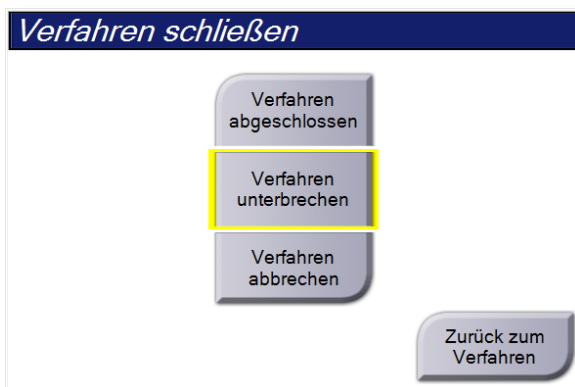 Verfahren schließen
Verfahren
abgeschlossen
Verfahren
unterbrechen
Verfahren
abbrechen
Zurück zum
Verfahren